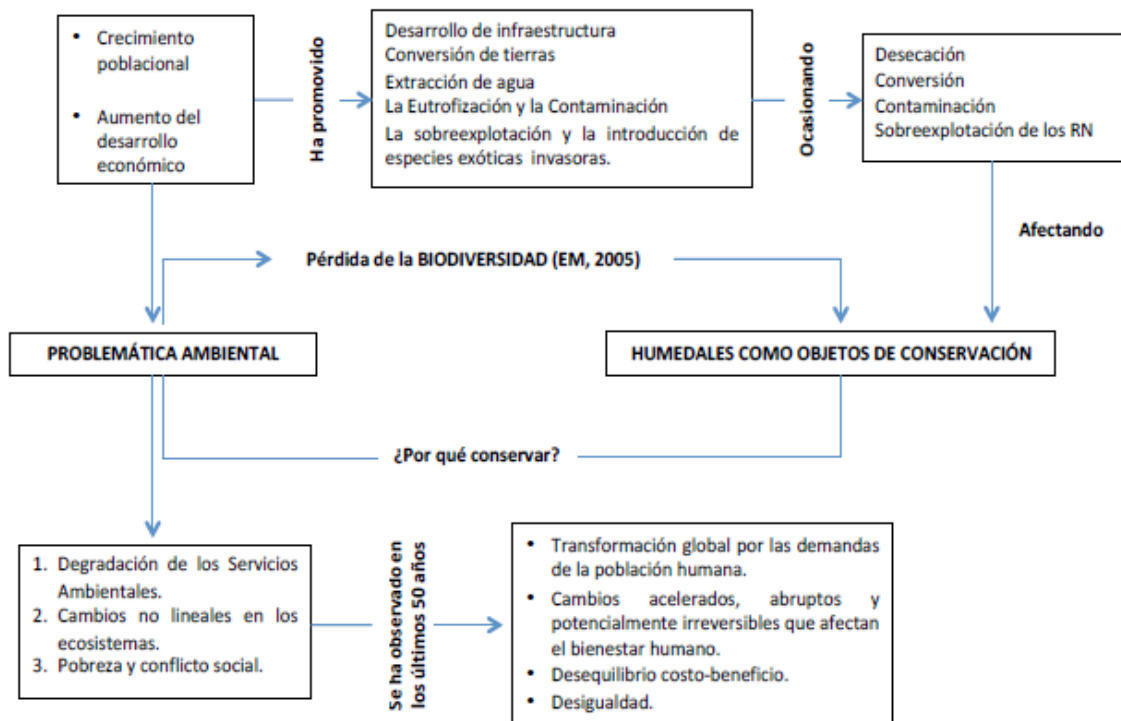 • Crecimiento
poblacional
• Aumento del
desarrollo
económico
Ha promovido
Desarrollo de infraestructura
Conversión de tierras
Extracción de agua
La Eutrofización y la Contaminación
La sobreexplotación y la introducción de
especies exóticas invasoras.
Ocasionando
Desecación
Conversión
Contaminación
Sobreexplotación de los RN
Afectando
Pérdida de la BIODIVERSIDAD (EM, 2005)
PROBLEMÁTICA AMBIENTAL
HUMEDALES COMO OBJETOS DE CONSERVACIÓN
¿Por qué conservar?
1. Degradación de los Servicios
Ambientales.
2. Cambios no lineales en los
ecosistemas.
3. Pobreza y conflicto social.
Se ha observado en
los últimos 50 años
• Transformación global por las demandas
de la población humana.
• Cambios acelerados, abruptos y
potencialmente irreversibles que afectan
el bienestar humano.
• Desequilibrio costo-beneficio.
• Desigualdad.